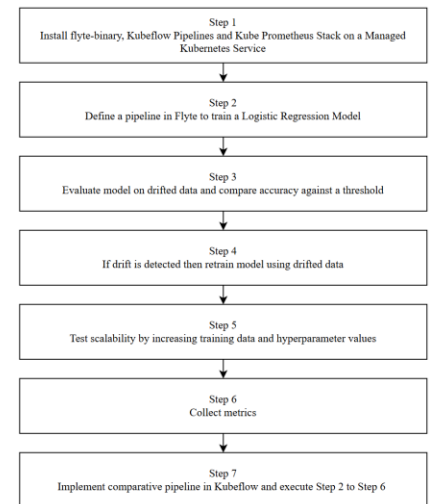 Step 1
Install flyte-binary, Kubeflow Pipelines and Kube Prometheus Stack on a Managed
Kubernetes Service
Step 2
Define a pipeline in Flyte to train a Logistic Regression Model
Step 3
Evaluate model on drifted data and compare accuracy against a threshold
Step 4
If drift is detected then retrain model using drifted data
Step 5
Test scalability by increasing training data and hyperparameter values
Step 6
Collect metrics
Step 7
Implement comparative pipeline in Kubeflow and execute Step 2 to Step 6